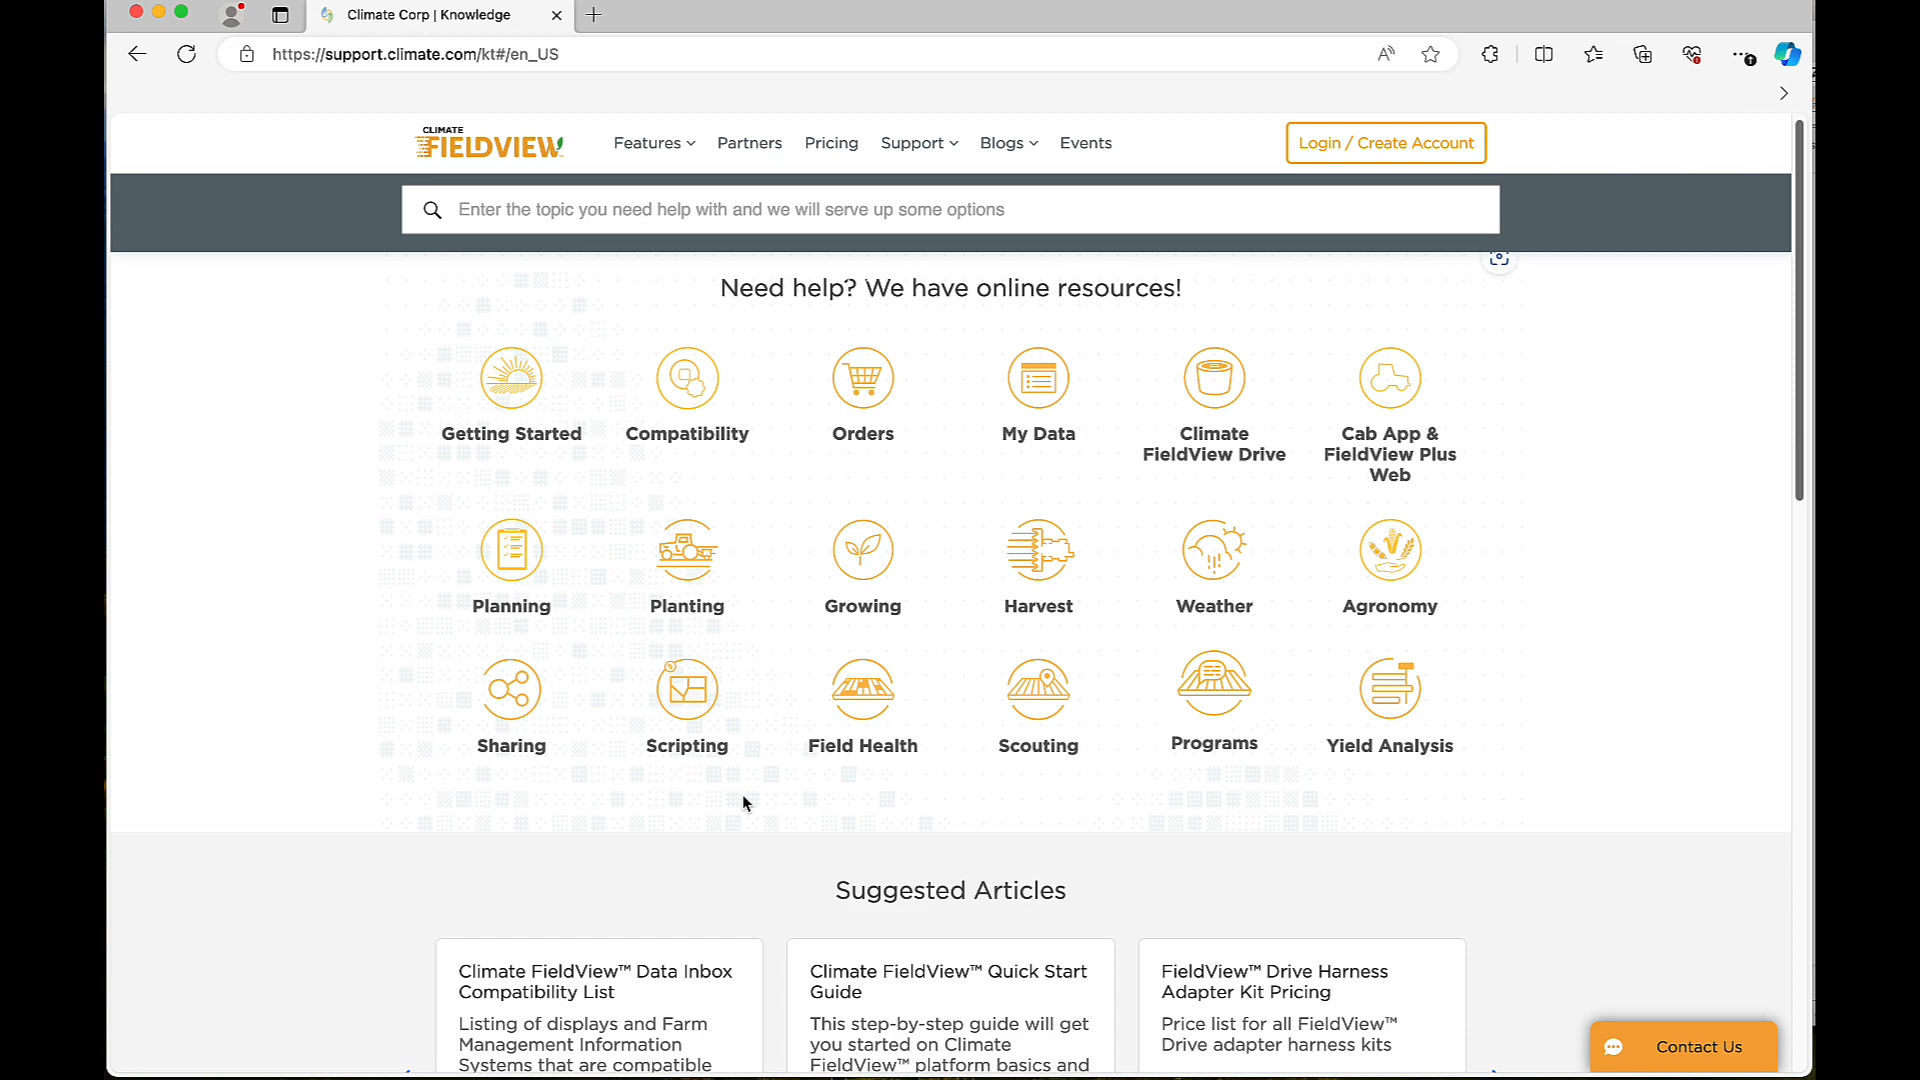 Climate Corp | Knowledge
https://support.climate.com/kt#/en_US
CLIMATE
FIELDVIEW
Features Partners Pricing Support Blogs Events
Login / Create Account
Enter the topic you need help with and we will serve up some options
Need help? We have online resources!
Getting Started
Compatibility
Orders
My Data
Climate
FieldView Drive
Cab App &
FieldView Plus
Web
Planning
Planting
Growing
Harvest
Weather
Agronomy
Sharing
Scripting
Field Health
Scouting
Programs
Yield Analysis
Suggested Articles
Climate FieldView™ Data Inbox
Compatibility List
Listing of displays and Farm
Management Information
Systems that are compatible
Climate FieldView™ Quick Start
Guide
This step-by-step guide will get
you started on Climate
FieldView™ platform basics and
FieldView™ Drive Harness
Adapter Kit Pricing
Price list for all FieldView™
Drive adapter harness kits
Contact Us